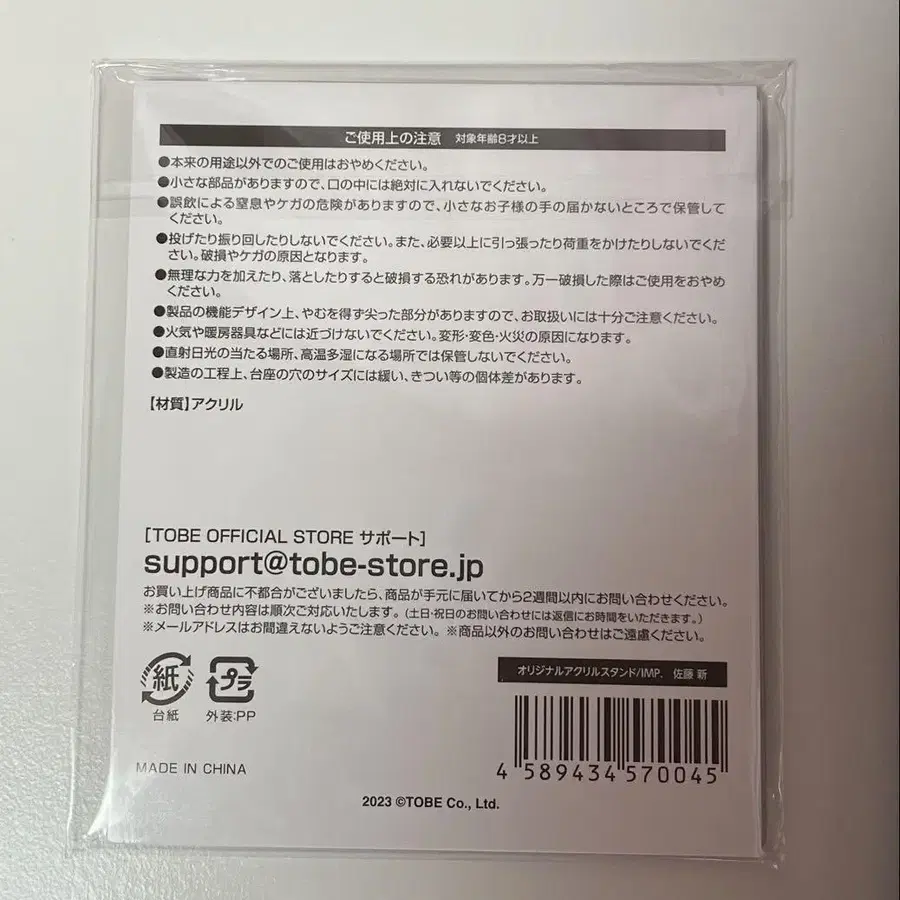 ご使用上の注意 対象年齢8才以上
●本来の用途以外でのご使用はおやめください。
●小さな部品がありますので、口の中には絶対に入れないでください。
●誤飲による窒息やケガの危険がありますので、小さなお子様の手の届かないところで保管して
ください。
●投げたり振り回したりしないでください。また、必要以上に引っ張ったり荷重をかけたりしないでくだ
さい。破損やケガの原因となります。
●無理な力を加えたり、落としたりすると破損する恐れがあります。万一破損した際はご使用をおやめ
ください。
●製品の機能デザイン上、やむを得ず尖った部分がありますので、お取扱いには十分ご注意ください。
●火気や暖房器具などには近づけないでください。変形・変色・火災の原因になります。
●直射日光の当たる場所、高温多湿になる場所では保管しないでください。
●製造の工程上、台座の穴のサイズには緩い、きつい等の個体差があります。
【材質】アクリル
[TOBE OFFICIAL STORE サポート]
support@tobe-store.jp
お買い上げ商品に不都合がございましたら、商品が手元に届いてから2週間以内にお問い合わせください。
※お問い合わせ内容は順次ご対応いたします。(土日・祝日のお問い合わせには返信にお時間をいただきます。)
※メールアドレスはお間違えないようご注意ください。※商品以外のお問い合わせはご遠慮ください。
紙
台紙
プラ
外装:PP
オリジナルアクリルスタンド/IMP. 佐藤 新
4 589434 570045
MADE IN CHINA
2023 ©TOBE Co., Ltd.